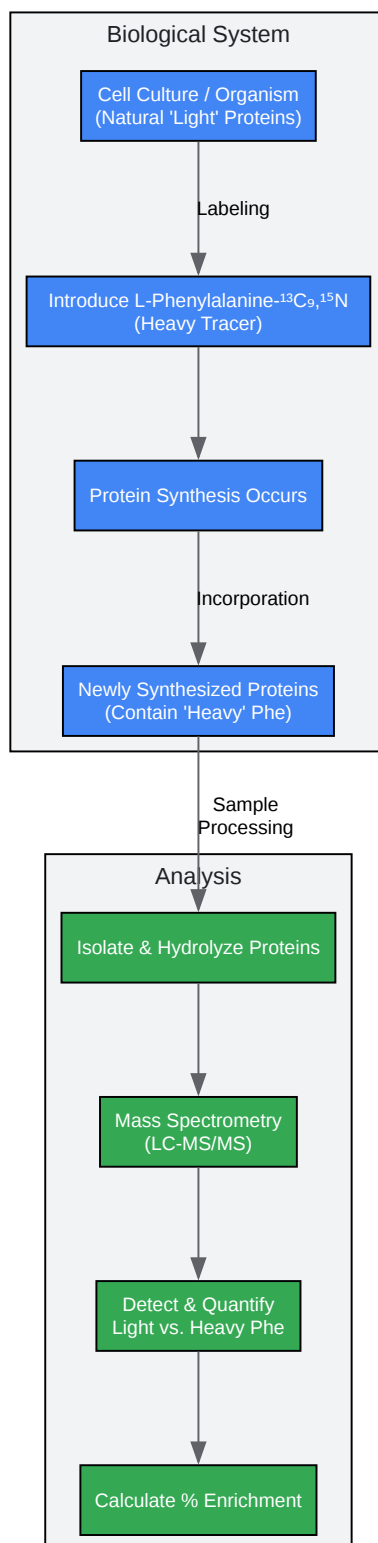 Biological System
Cell Culture / Organism
(Natural 'Light' Proteins)
Labeling
Introduce L-Phenylalanine-¹³C₉,¹⁵N
(Heavy Tracer)
Protein Synthesis Occurs
Incorporation
Newly Synthesized Proteins
(Contain 'Heavy' Phe)
Sample
Processing
Analysis
Isolate & Hydrolyze Proteins
Mass Spectrometry
(LC-MS/MS)
Detect & Quantify
Light vs. Heavy Phe
Calculate % Enrichment